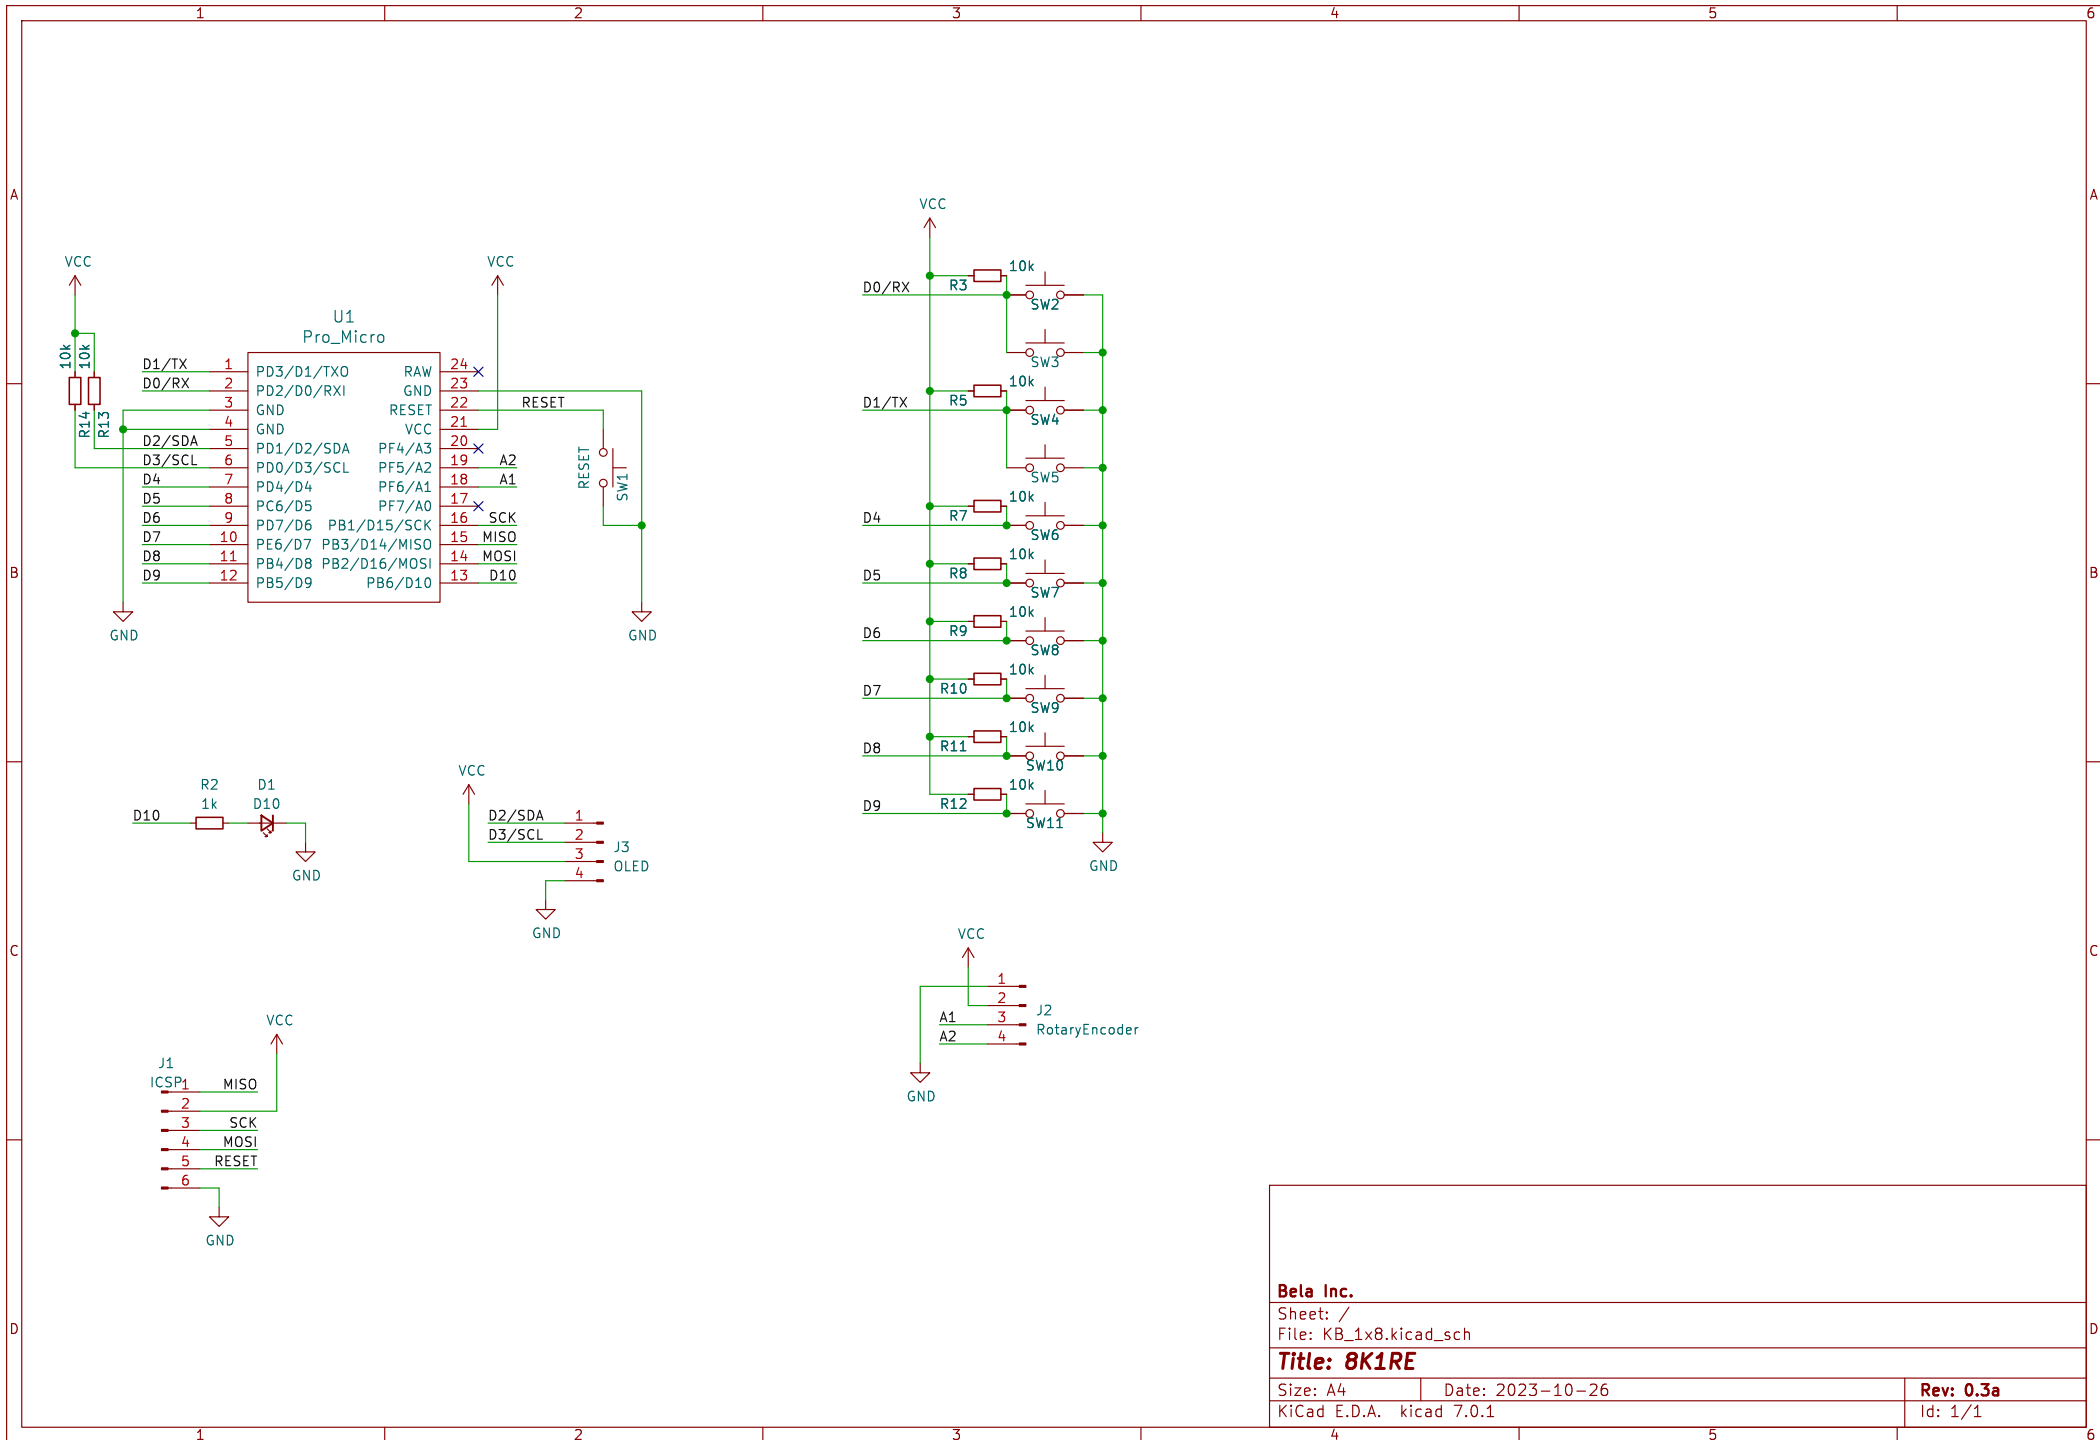 1 2 3 4 5 6
A A
B B
C C
D D
VCC
10k 10k
R14 R13
U1
Pro_Micro
VCC
D1/TX 1 PD3/D1/TXO RAW 24
D0/RX 2 PD2/D0/RXI GND 23
3 GND RESET 22 RESET
4 GND VCC 21
D2/SDA 5 PD1/D2/SDA PF4/A3 20
D3/SCL 6 PD0/D3/SCL PF5/A2 19 A2
D4 7 PD4/D4 PF6/A1 18 A1
D5 8 PC6/D5 PF7/A0 17
D6 9 PD7/D6 PB1/D15/SCK 16 SCK
D7 10 PE6/D7 PB3/D14/MISO 15 MISO
D8 11 PB4/D8 PB2/D16/MOSI 14 MOSI
D9 12 PB5/D9 PB6/D10 13 D10
RESET
SW1
GND
GND
VCC
10k
R3
D0/RX
SW2
SW3
10k
R5
D1/TX
SW4
SW5
10k
R7
D4
SW6
10k
R8
D5
SW7
10k
R9
D6
SW8
10k
R10
D7
SW9
10k
R11
D8
SW10
10k
R12
D9
SW11
GND
R2 D1
1k D10
D10
GND
VCC
D2/SDA 1
D3/SCL 2
3
4
J3
OLED
GND
VCC
1
2
A1 3
A2 4
J2
RotaryEncoder
GND
VCC
J1
ICSP
1 MISO
2
3 SCK
4 MOSI
5 RESET
6
GND
Bela Inc.
Sheet: /
File: KB_1x8.kicad_sch
Title: 8K1RE
Size: A4 Date: 2023-10-26 Rev: 0.3a
KiCad E.D.A. kicad 7.0.1 Id: 1/1
1 2 3 4 5 6